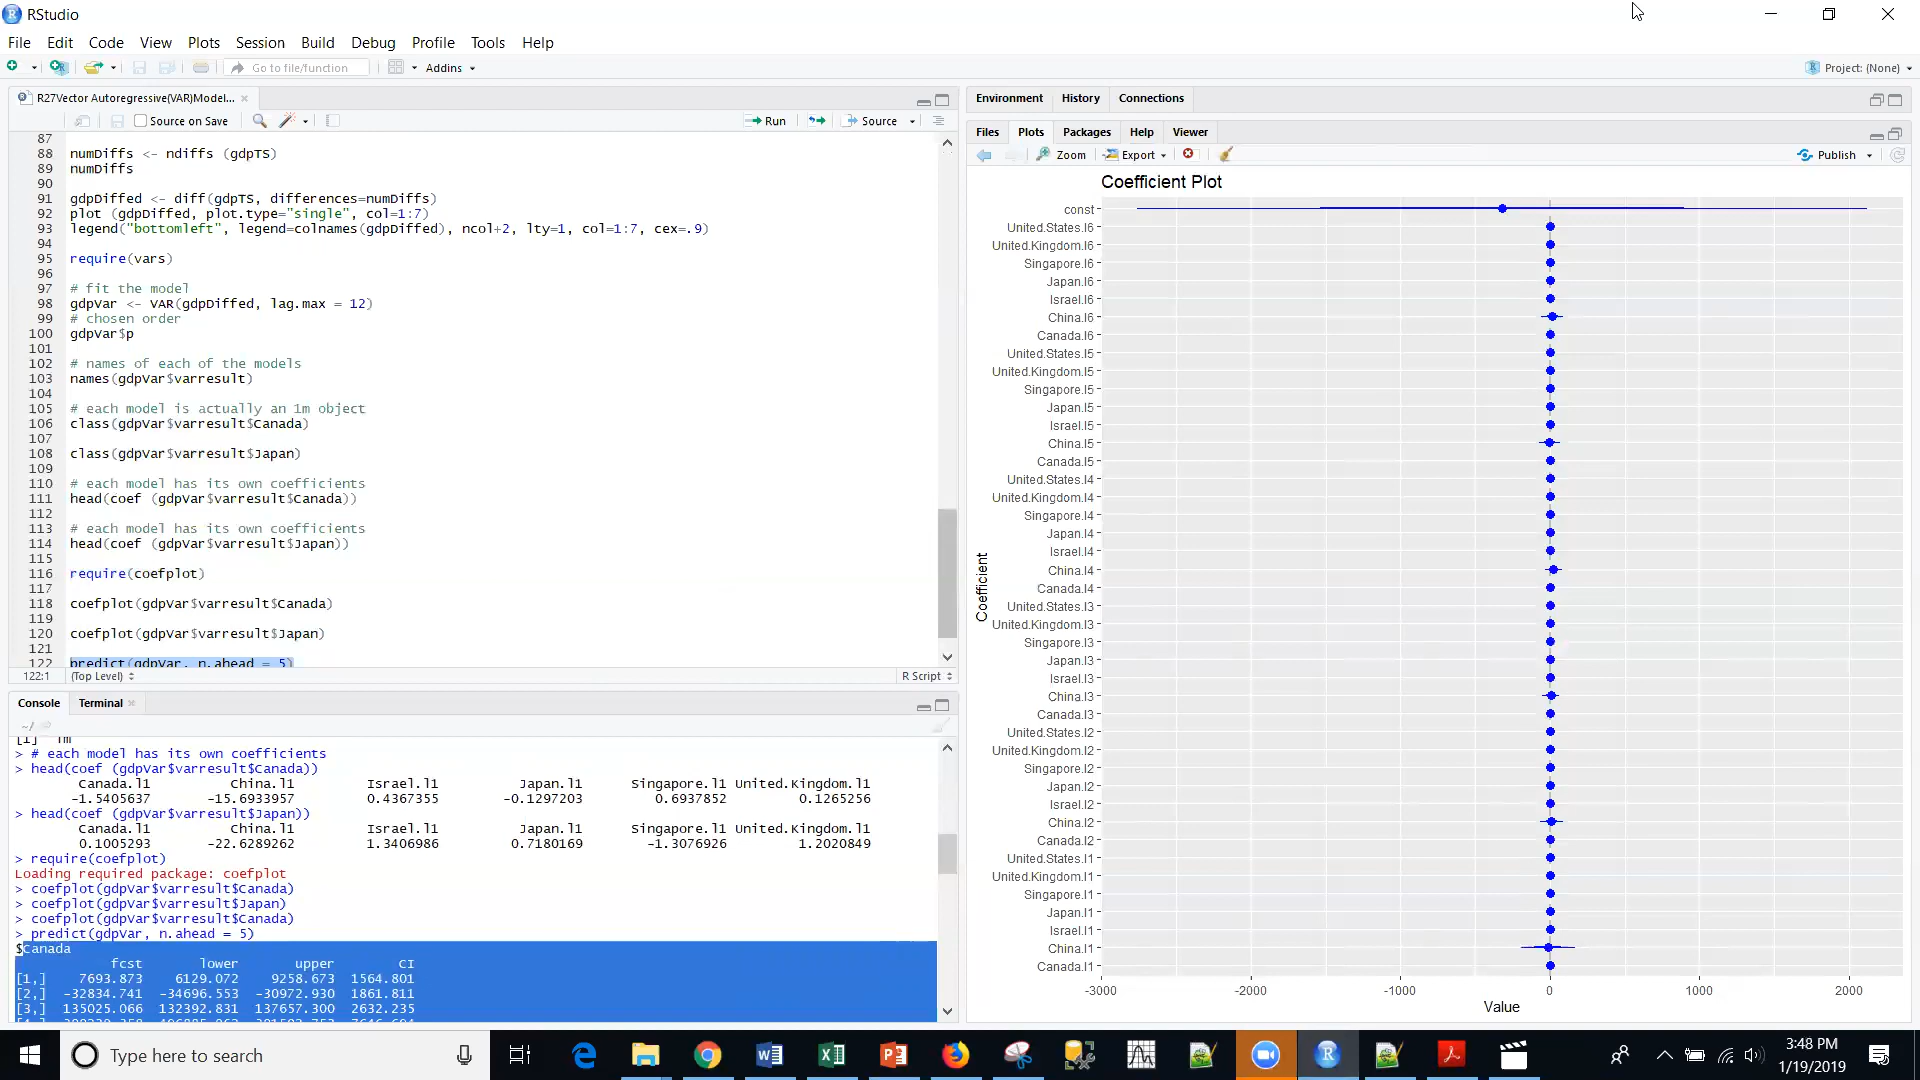 RStudio
File Edit Code View Plots Session Build Debug Profile Tools Help
Go to file/function Addins Project: (None)
R27Vector Autoregressive(VAR)Model...
Source on Save Run Source
87
88 numDiffs <- ndiffs (gdpTS)
89 numDiffs
90
91 gdpDiffed <- diff(gdpTS, differences=numDiffs)
92 plot (gdpDiffed, plot.type="single", col=1:7)
93 legend("bottomleft", legend=colnames(gdpDiffed), ncol+2, lty=1, col=1:7, cex=.9)
94
95 require(vars)
96
97 # fit the model
98 gdpVar <- VAR(gdpDiffed, lag.max = 12)
99 # chosen order
100 gdpVar$p
101
102 # names of each of the models
103 names(gdpVar$varresult)
104
105 # each model is actually an 1m object
106 class(gdpVar$varresult$Canada)
107
108 class(gdpVar$varresult$Japan)
109
110 # each model has its own coefficients
111 head(coef (gdpVar$varresult$Canada))
112
113 # each model has its own coefficients
114 head(coef (gdpVar$varresult$Japan))
115
116 require(coefplot)
117
118 coefplot(gdpVar$varresult$Canada)
119
120 coefplot(gdpVar$varresult$Japan)
121
122 predict(gdpVar, n.ahead = 5)
122:1 (Top Level) R Script
Console Terminal
~/
> # each model has its own coefficients
> head(coef (gdpVar$varresult$Canada))
Canada.l1 China.l1 Israel.l1 Japan.l1 Singapore.l1 United.Kingdom.l1
-1.5405637 -15.6933957 0.4367355 -0.1297203 0.6937852 0.1265256
> head(coef (gdpVar$varresult$Japan))
Canada.l1 China.l1 Israel.l1 Japan.l1 Singapore.l1 United.Kingdom.l1
0.1005293 -22.6289262 1.3406986 0.7180169 -1.3076926 1.2020849
> require(coefplot)
Loading required package: coefplot
> coefplot(gdpVar$varresult$Canada)
> coefplot(gdpVar$varresult$Japan)
> coefplot(gdpVar$varresult$Canada)
> predict(gdpVar, n.ahead = 5)
$Canada
fcst lower upper CI
[1,] 7693.873 6129.072 9258.673 1564.801
[2,] -32834.741 -34696.553 -30972.930 1861.811
[3,] 135025.066 132392.831 137657.300 2632.235
Environment History Connections
Files Plots Packages Help Viewer
Zoom Export Publish
Coefficient Plot
const
United.States.l6
United.Kingdom.l6
Singapore.l6
Japan.l6
Israel.l6
China.l6
Canada.l6
United.States.l5
United.Kingdom.l5
Singapore.l5
Japan.l5
Israel.l5
China.l5
Canada.l5
United.States.l4
United.Kingdom.l4
Singapore.l4
Japan.l4
Israel.l4
China.l4
Canada.l4
United.States.l3
United.Kingdom.l3
Singapore.l3
Japan.l3
Israel.l3
China.l3
Canada.l3
United.States.l2
United.Kingdom.l2
Singapore.l2
Japan.l2
Israel.l2
China.l2
Canada.l2
United.States.l1
United.Kingdom.l1
Singapore.l1
Japan.l1
Israel.l1
China.l1
Canada.l1
Coefficient
-3000 -2000 -1000 0 1000 2000
Value
Type here to search
3:48 PM
1/19/2019